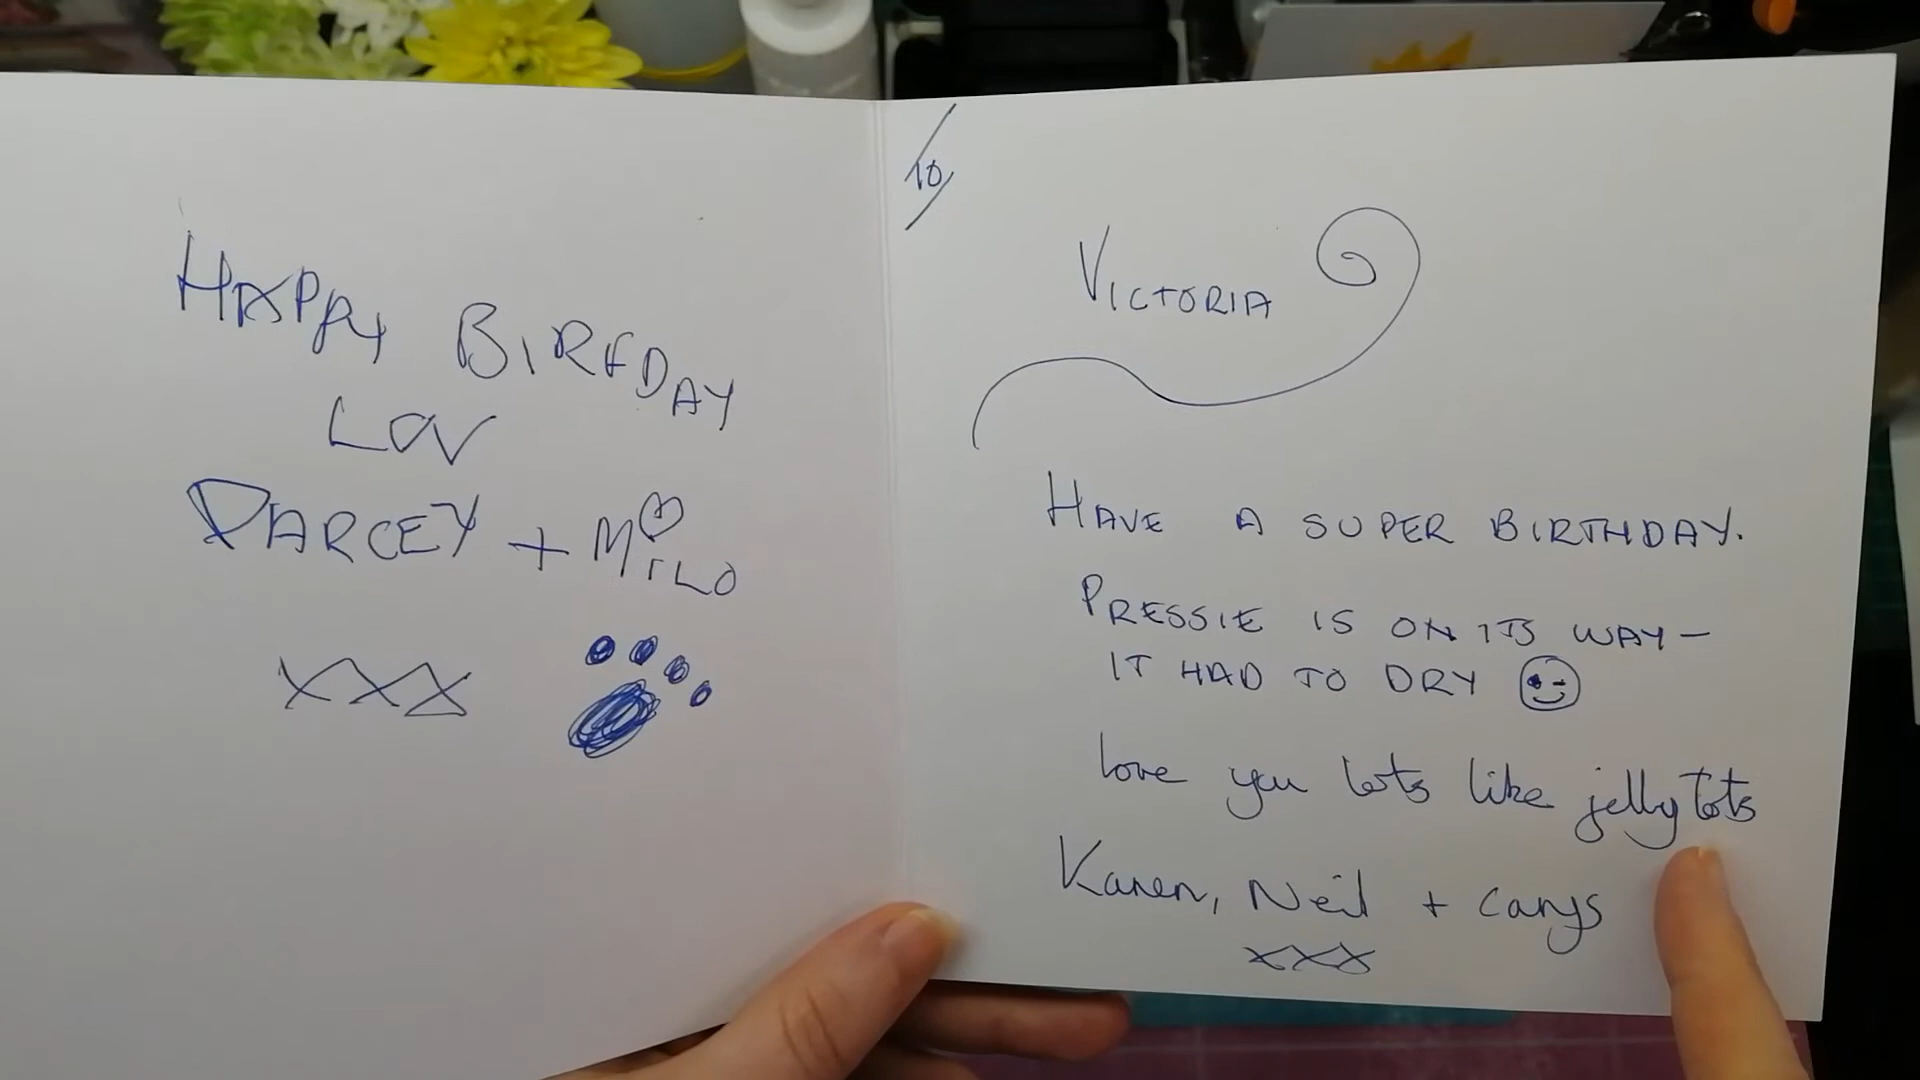 HAPPY BIRFDAY
LOV
DARCEY + MILO
XXX
10
VICTORIA
HAVE A SUPER BIRTHDAY.
PRESSIE IS ON ITS WAY –
IT HAD TO DRY
love you lots like jelly tots
Karen, Neil + Carys
xxx